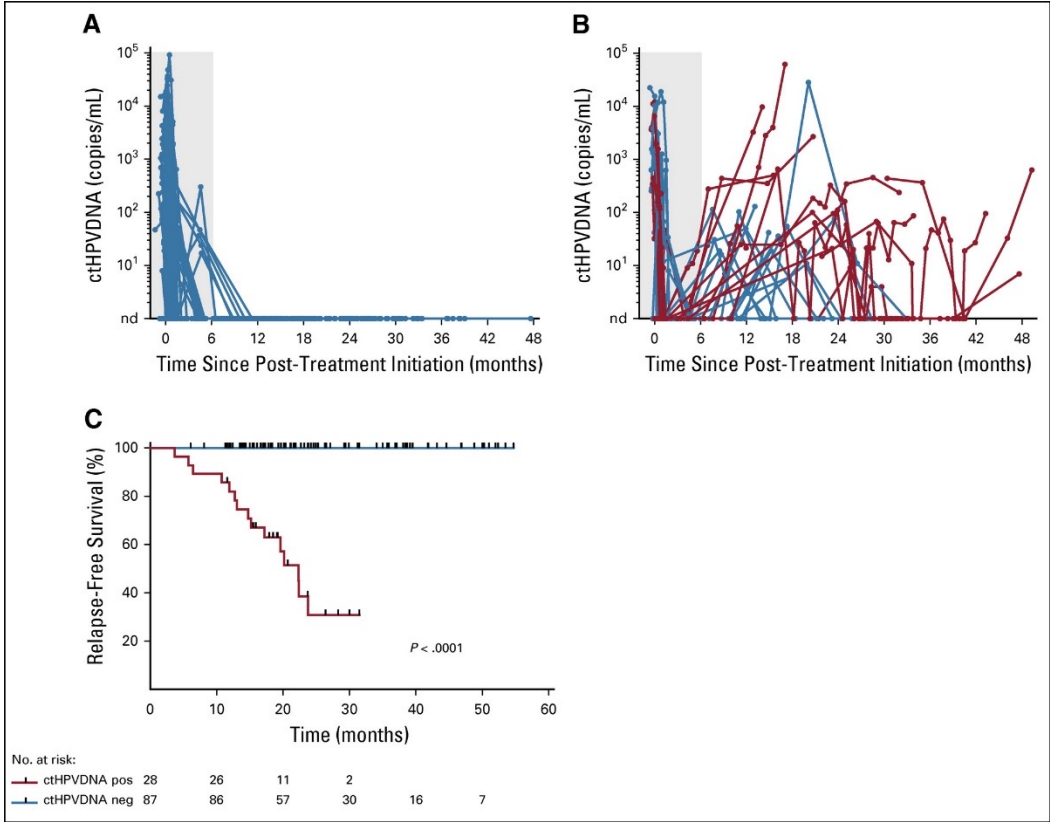 A
ctHPVDNA (copies/mL)
10⁵
10⁴
10³
10²
10¹
nd
0 6 12 18 24 30 36 42 48
Time Since Post-Treatment Initiation (months)
B
ctHPVDNA (copies/mL)
10⁵
10⁴
10³
10²
10¹
nd
0 6 12 18 24 30 36 42 48
Time Since Post-Treatment Initiation (months)
C
Relapse-Free Survival (%)
100
80
60
40
20
P < .0001
0 10 20 30 40 50 60
Time (months)
No. at risk:
ctHPVDNA pos 28 26 11 2
ctHPVDNA neg 87 86 57 30 16 7